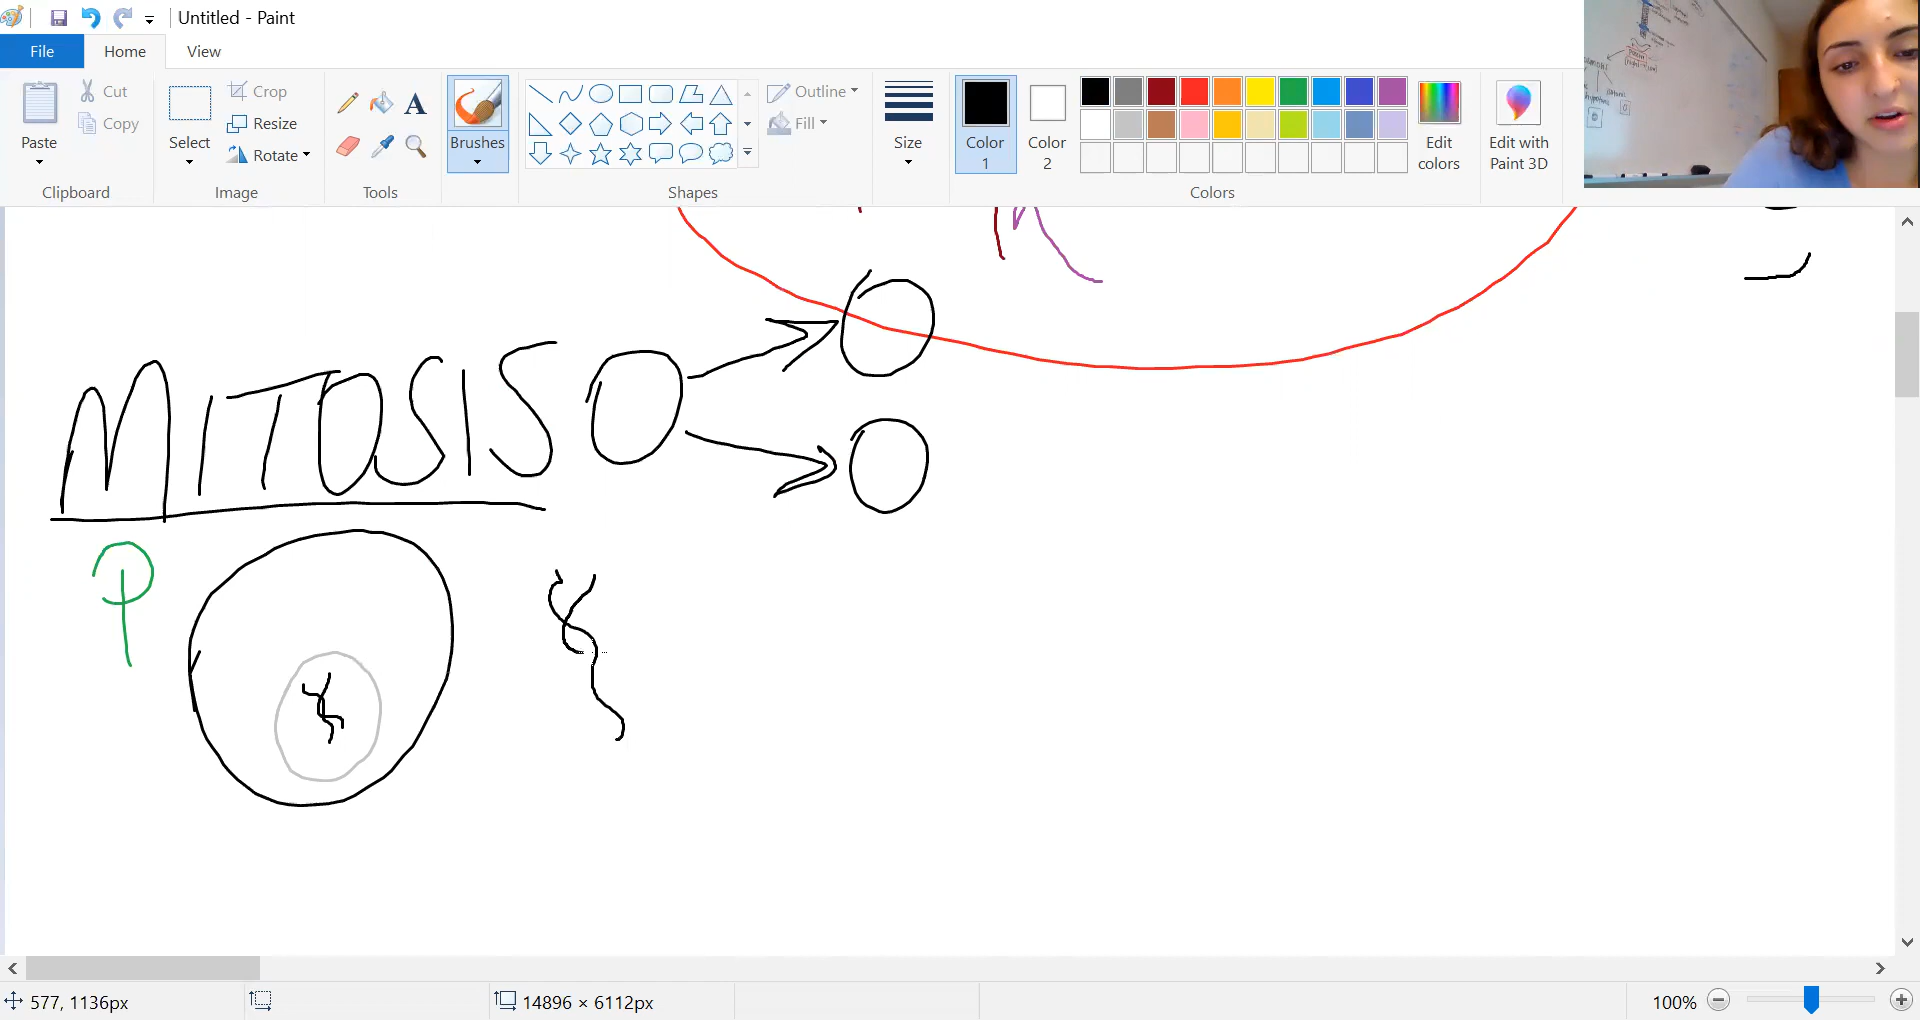 Untitled - Paint
File Home View
Paste
Cut
Copy
Clipboard
Select
Crop
Resize
Rotate
Image
Tools
Brushes
Shapes
Outline
Fill
Size
Color 1
Color 2
Edit colors
Colors
Edit with Paint 3D
MITOSIS
P
577, 1136px
14896 × 6112px
100%